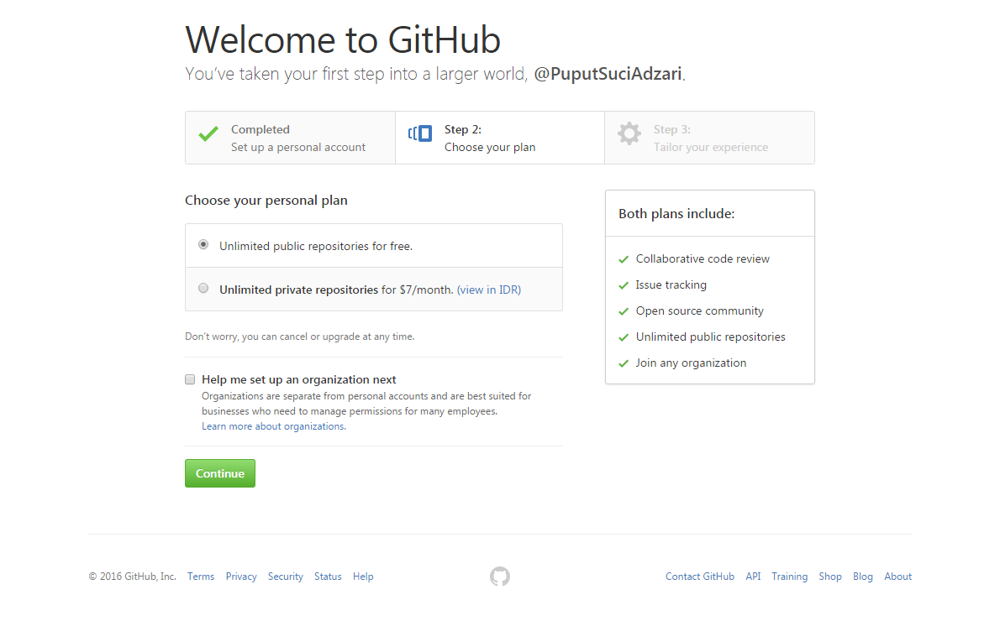 Welcome to GitHub
You've taken your first step into a larger world, @PuputSuciAdzari.
Completed
Set up a personal account
Step 2:
Choose your plan
Step 3:
Tailor your experience
Choose your personal plan
Unlimited public repositories for free.
Unlimited private repositories for $7/month. (view in IDR)
Don't worry, you can cancel or upgrade at any time.
Help me set up an organization next
Organizations are separate from personal accounts and are best suited for
businesses who need to manage permissions for many employees.
Learn more about organizations.
Continue
Both plans include:
Collaborative code review
Issue tracking
Open source community
Unlimited public repositories
Join any organization
© 2016 GitHub, Inc. Terms Privacy Security Status Help
Contact GitHub API Training Shop Blog About